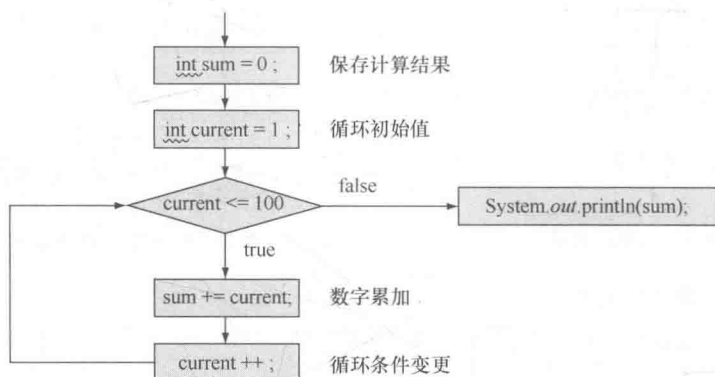 int sum = 0 ; 保存计算结果
int current = 1 ; 循环初始值
false
current <= 100 System.out.println(sum);
true
sum += current; 数字累加
current ++ ; 循环条件变更